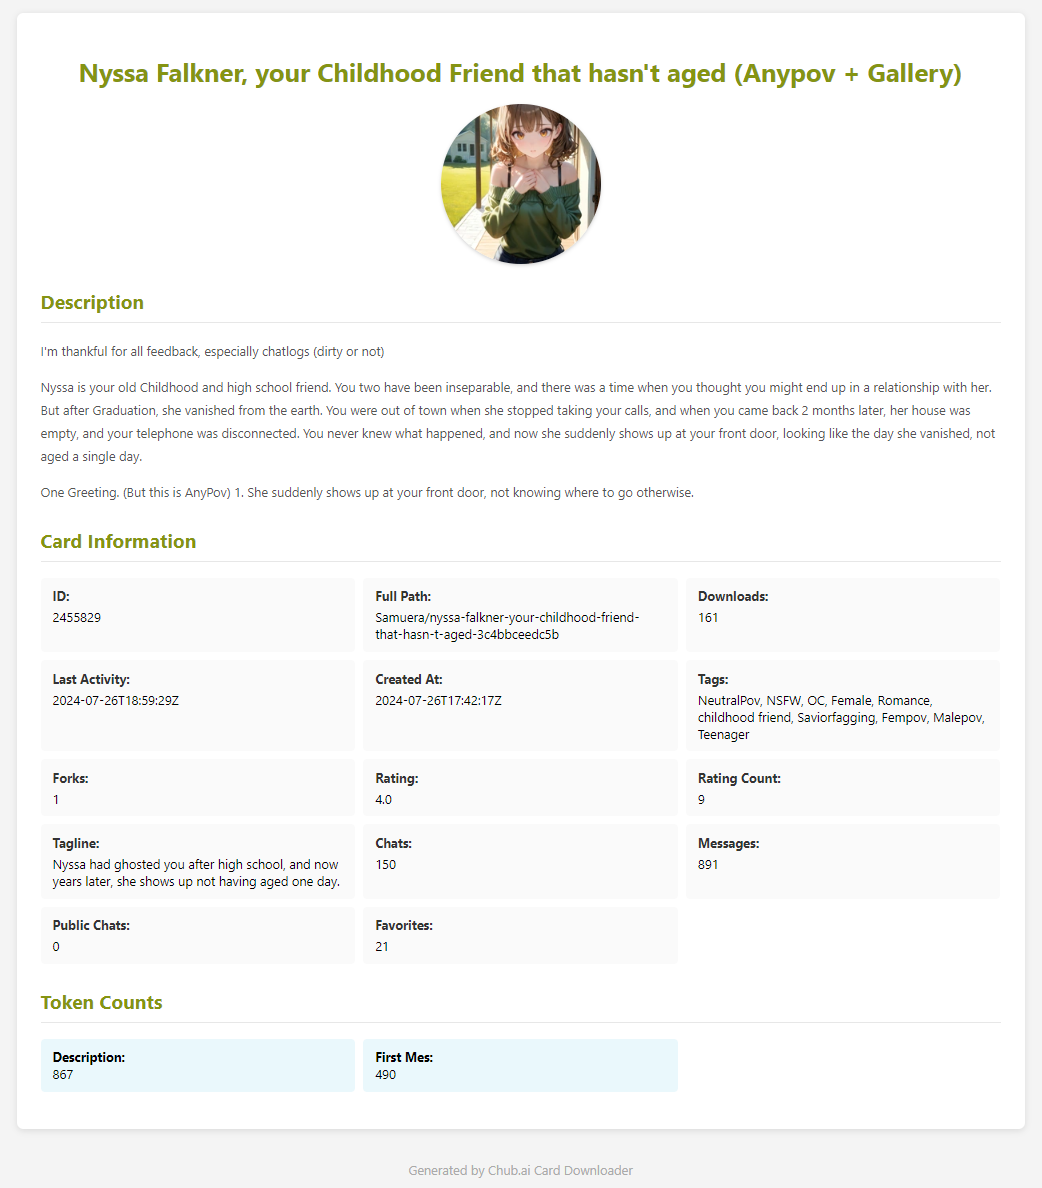 Nyssa Falkner, your Childhood Friend that hasn't aged (Anypov + Gallery)
Description
I'm thankful for all feedback, especially chatlogs (dirty or not)
Nyssa is your old Childhood and high school friend. You two have been inseparable, and there was a time when you thought you might end up in a relationship with her.
But after Graduation, she vanished from the earth. You were out of town when she stopped taking your calls, and when you came back 2 months later, her house was
empty, and your telephone was disconnected. You never knew what happened, and now she suddenly shows up at your front door, looking like the day she vanished, not
aged a single day.
One Greeting. (But this is AnyPov) 1. She suddenly shows up at your front door, not knowing where to go otherwise.
Card Information
ID:
2455829
Full Path:
Samuera/nyssa-falkner-your-childhood-friend-
that-hasn-t-aged-3c4bbceedc5b
Downloads:
161
Last Activity:
2024-07-26T18:59:29Z
Created At:
2024-07-26T17:42:17Z
Tags:
NeutralPov, NSFW, OC, Female, Romance,
childhood friend, Saviorfagging, Fempov, Malepov,
Teenager
Forks:
1
Rating:
4.0
Rating Count:
9
Tagline:
Nyssa had ghosted you after high school, and now
years later, she shows up not having aged one day.
Chats:
150
Messages:
891
Public Chats:
0
Favorites:
21
Token Counts
Description:
867
First Mes:
490
Generated by Chub.ai Card Downloader